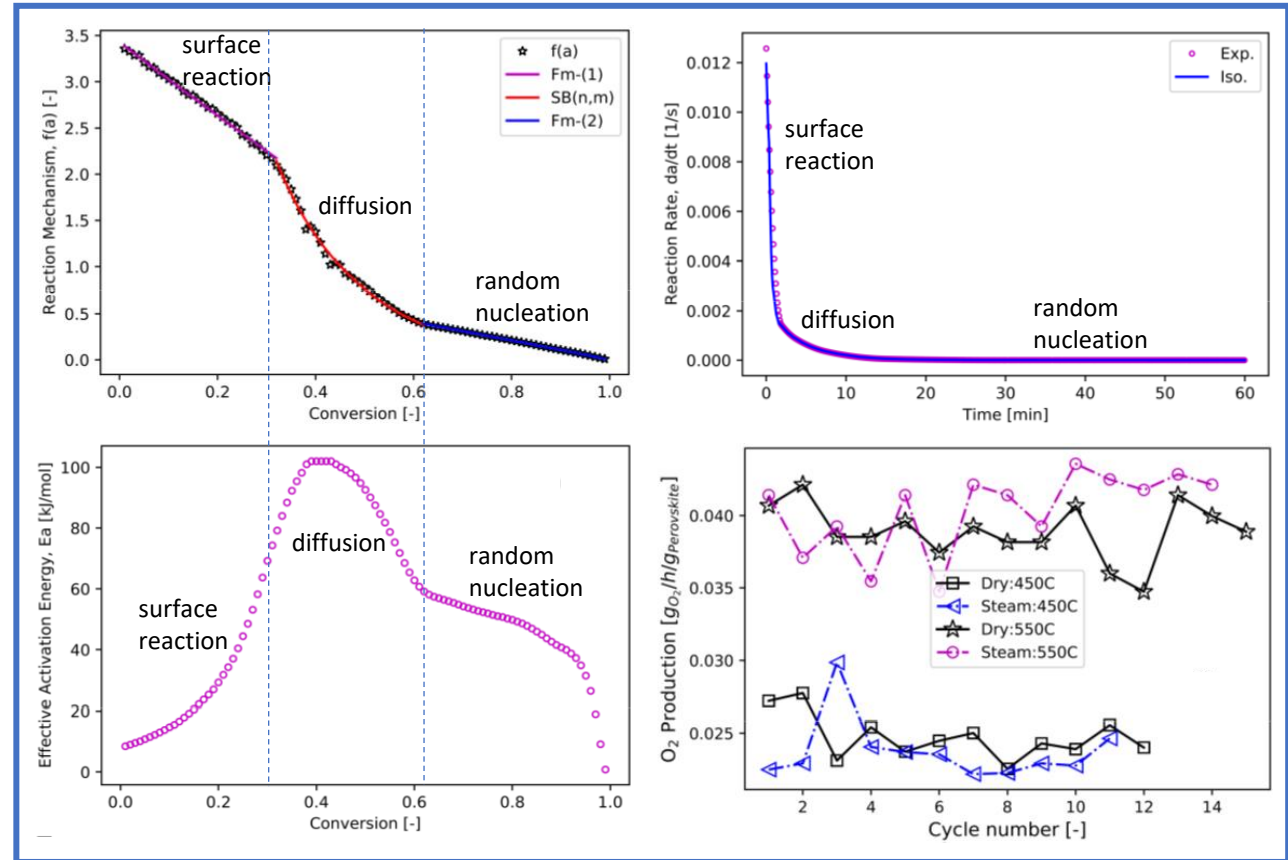 3.5
3.0
2.5
2.0
1.5
1.0
0.5
0.0
Reaction Mechanism, f(a) [-]
surface
reaction
diffusion
random
nucleation
f(a)
Fm-(1)
SB(n,m)
Fm-(2)
0.0 0.2 0.4 0.6 0.8 1.0
Conversion [-]
0.012
0.010
0.008
0.006
0.004
0.002
0.000
Reaction Rate, da/dt [1/s]
Exp.
Iso.
surface
reaction
diffusion
random
nucleation
0 10 20 30 40 50 60
Time [min]
100
80
60
40
20
0
Effective Activation Energy, Ea [kJ/mol]
surface
reaction
diffusion
random
nucleation
0.0 0.2 0.4 0.6 0.8 1.0
Conversion [-]
0.040
0.035
0.030
0.025
O₂ Production [g_{O₂}/h/g_{Perovskite}]
Dry:450C
Steam:450C
Dry:550C
Steam:550C
2 4 6 8 10 12 14
Cycle number [-]